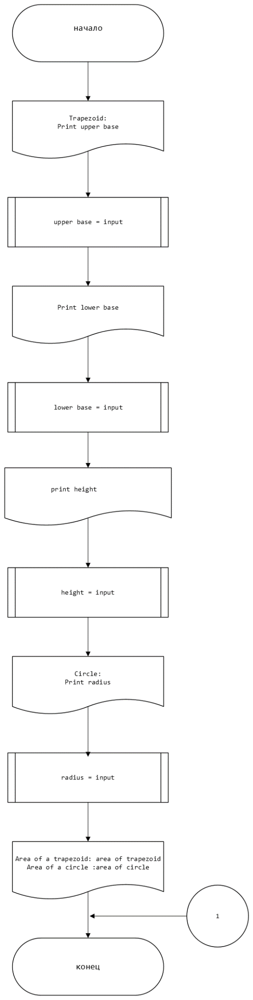 начало
Trapezoid:
Print upper base
upper base = input
Print lower base
lower base = input
print height
height = input
Circle:
Print radius
radius = input
Area of a trapezoid: area of trapezoid
Area of a circle :area of circle
1
конец